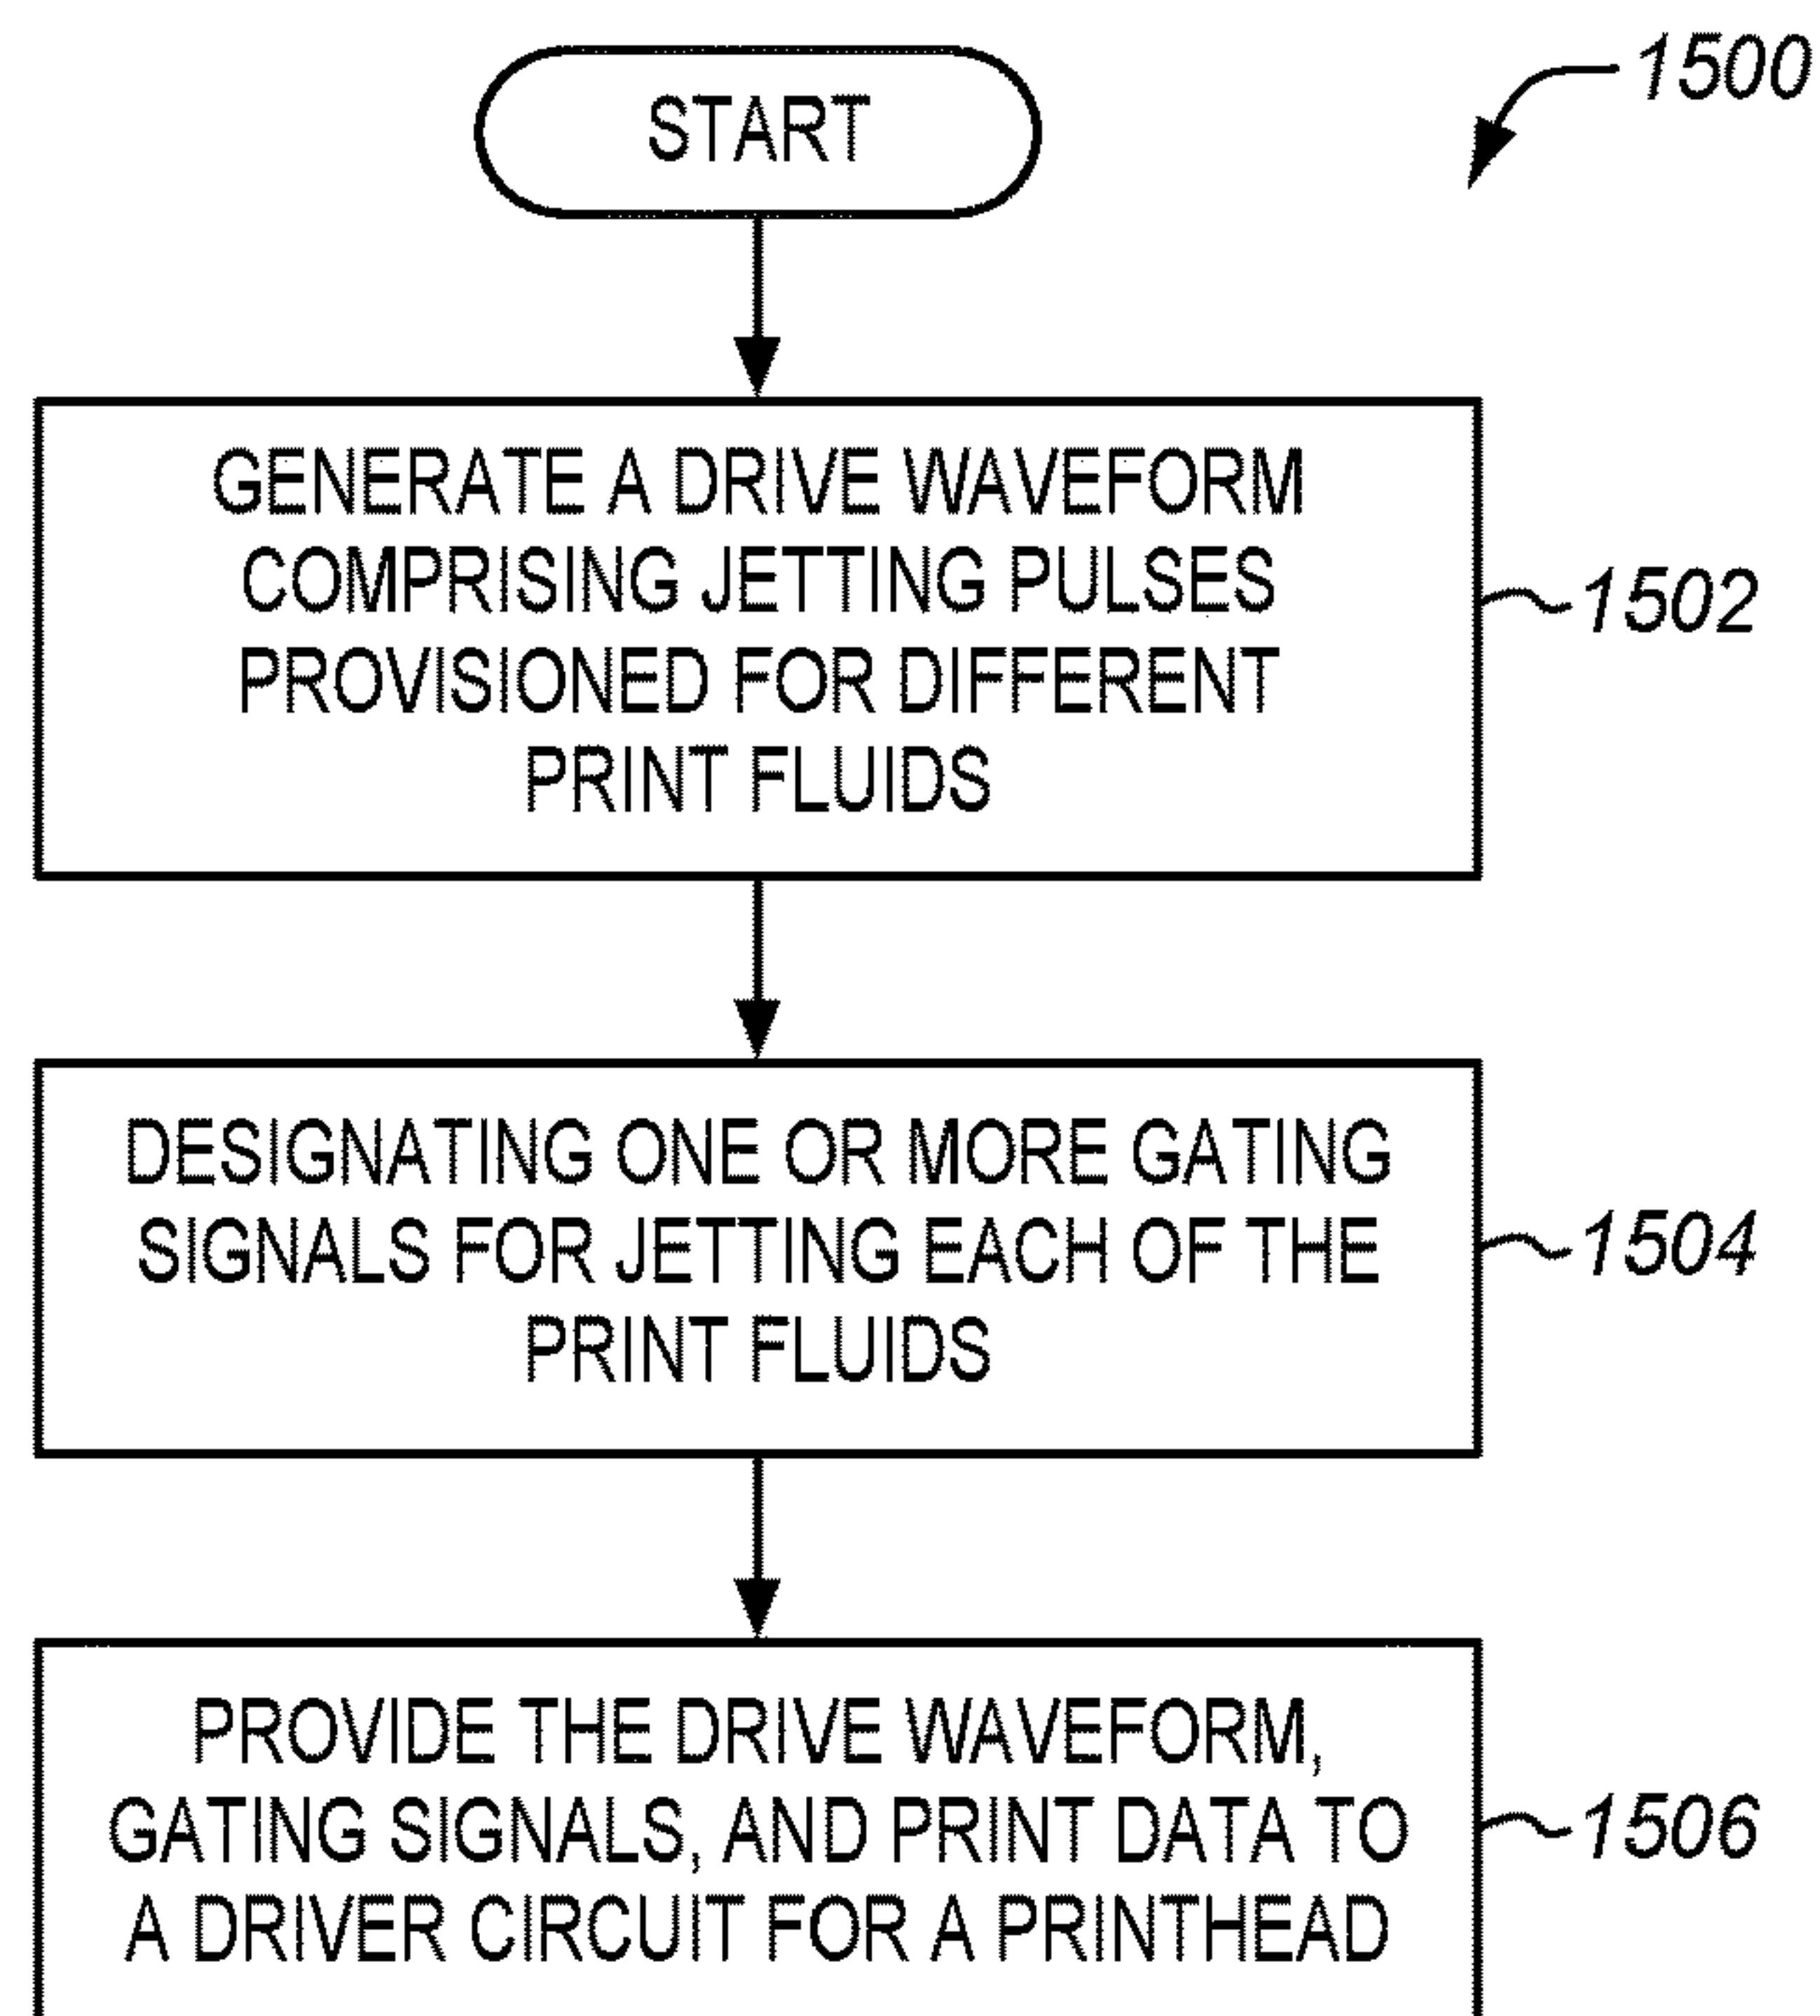 1500
START
GENERATE A DRIVE WAVEFORM
COMPRISING JETTING PULSES
PROVISIONED FOR DIFFERENT
PRINT FLUIDS
1502
DESIGNATING ONE OR MORE GATING
SIGNALS FOR JETTING EACH OF THE
PRINT FLUIDS
1504
PROVIDE THE DRIVE WAVEFORM,
GATING SIGNALS, AND PRINT DATA TO
A DRIVER CIRCUIT FOR A PRINTHEAD
1506